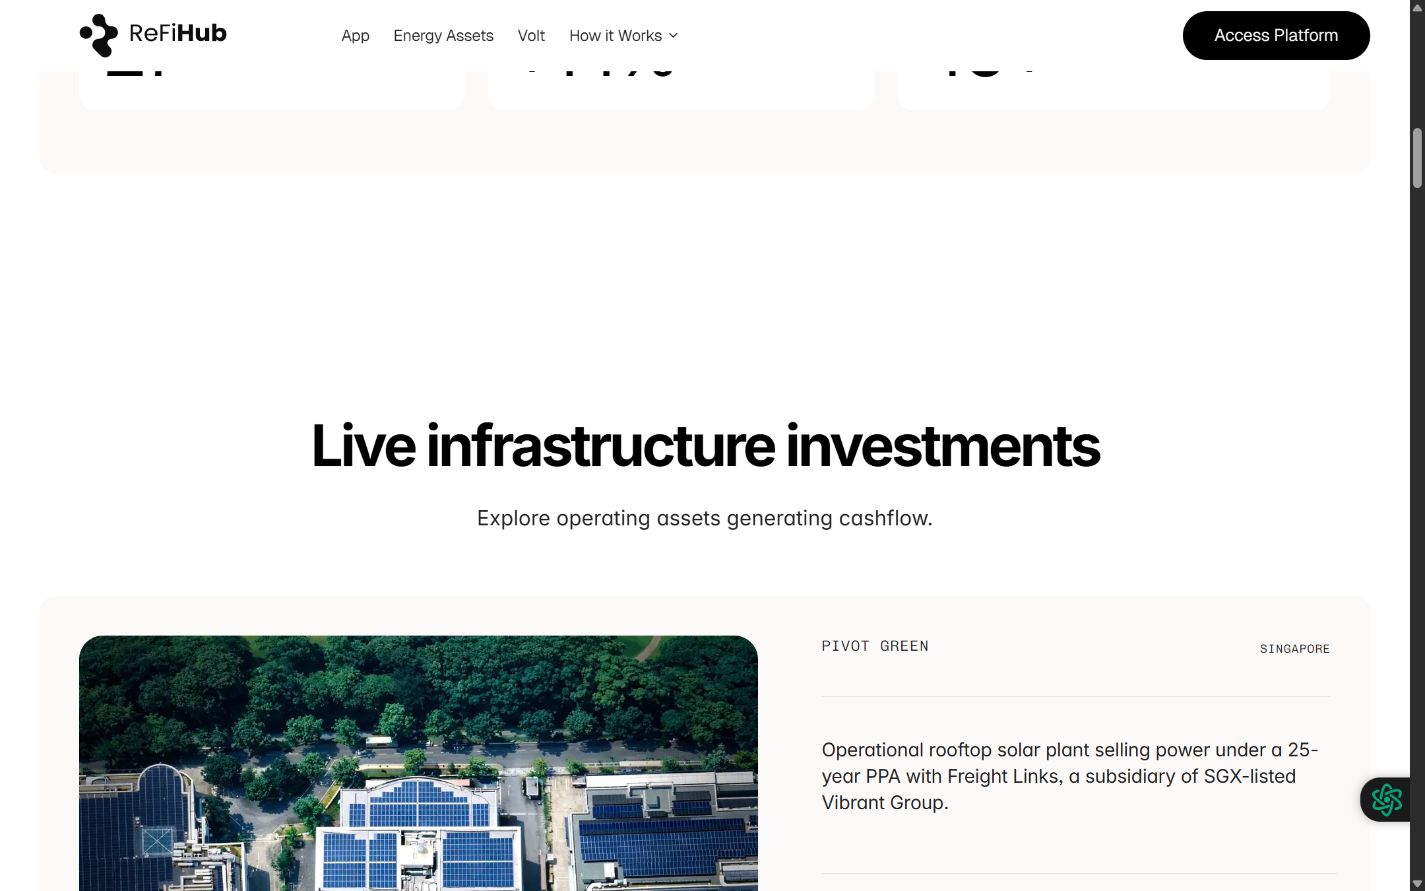 ReFiHub
App
Energy Assets
Volt
How it Works
Access Platform
Live infrastructure investments
Explore operating assets generating cashflow.
PIVOT GREEN
SINGAPORE
Operational rooftop solar plant selling power under a 25-
year PPA with Freight Links, a subsidiary of SGX-listed
Vibrant Group.